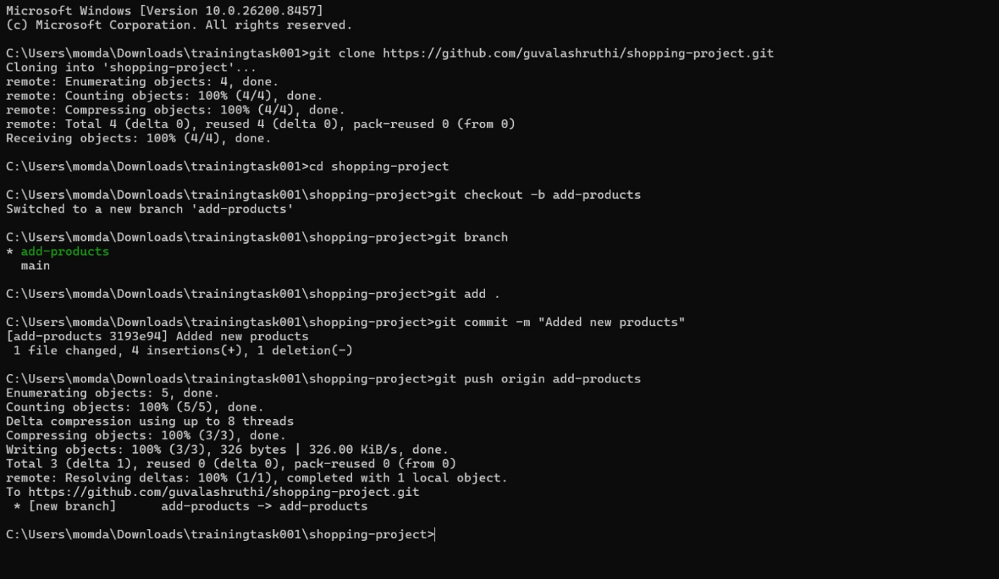 Microsoft Windows [Version 10.0.26200.8457]
(c) Microsoft Corporation. All rights reserved.
C:\Users\momda\Downloads\trainingtask001>git clone https://github.com/guvalashruthi/shopping-project.git
Cloning into 'shopping-project'...
remote: Enumerating objects: 4, done.
remote: Counting objects: 100% (4/4), done.
remote: Compressing objects: 100% (4/4), done.
remote: Total 4 (delta 0), reused 4 (delta 0), pack-reused 0 (from 0)
Receiving objects: 100% (4/4), done.
C:\Users\momda\Downloads\trainingtask001>cd shopping-project
C:\Users\momda\Downloads\trainingtask001\shopping-project>git checkout -b add-products
Switched to a new branch 'add-products'
C:\Users\momda\Downloads\trainingtask001\shopping-project>git branch
* add-products
  main
C:\Users\momda\Downloads\trainingtask001\shopping-project>git add .
C:\Users\momda\Downloads\trainingtask001\shopping-project>git commit -m "Added new products"
[add-products 3193e94] Added new products
 1 file changed, 4 insertions(+), 1 deletion(-)
C:\Users\momda\Downloads\trainingtask001\shopping-project>git push origin add-products
Enumerating objects: 5, done.
Counting objects: 100% (5/5), done.
Delta compression using up to 8 threads
Compressing objects: 100% (3/3), done.
Writing objects: 100% (3/3), 326 bytes | 326.00 KiB/s, done.
Total 3 (delta 1), reused 0 (delta 0), pack-reused 0 (from 0)
remote: Resolving deltas: 100% (1/1), completed with 1 local object.
To https://github.com/guvalashruthi/shopping-project.git
 * [new branch]      add-products -> add-products
C:\Users\momda\Downloads\trainingtask001\shopping-project>